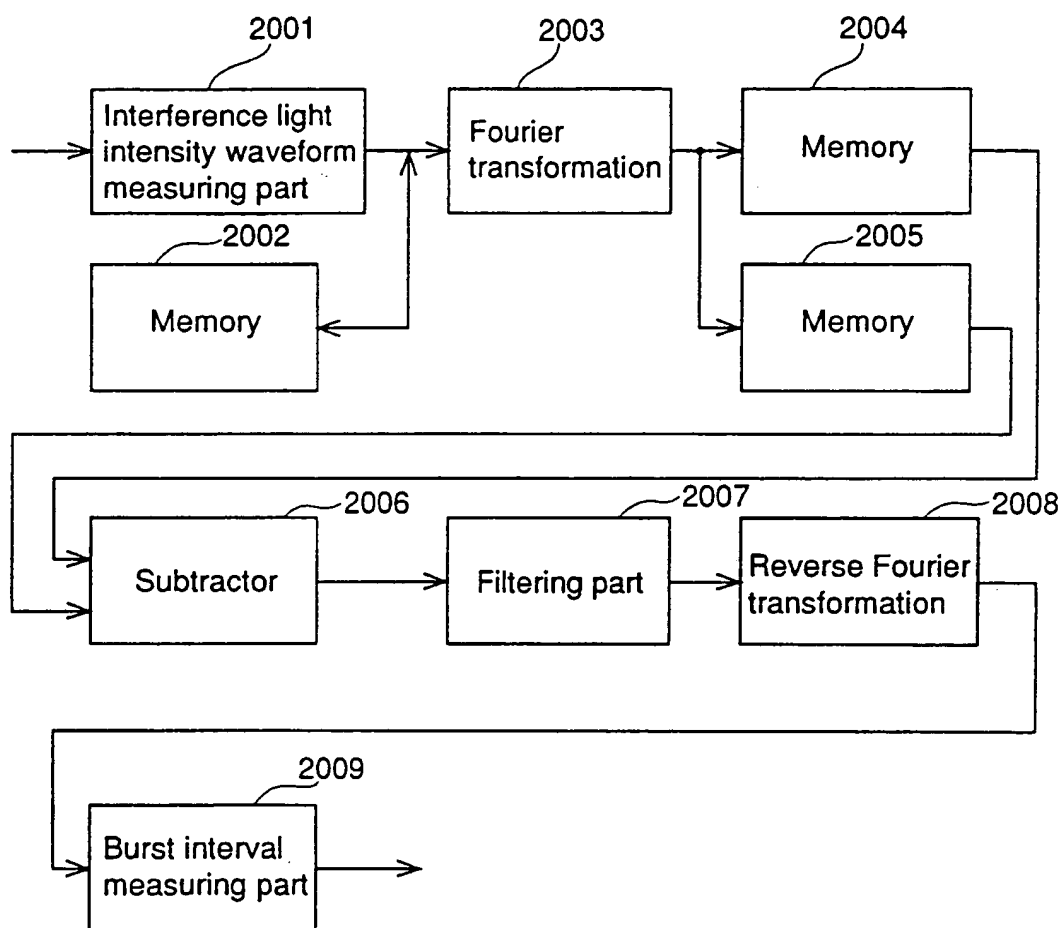 2001
2003
2004
Interference light
intensity waveform
measuring part
Fourier
transformation
Memory
2002
2005
Memory
Memory
2006
2007
2008
Subtractor
Filtering part
Reverse Fourier
transformation
2009
Burst interval
measuring part